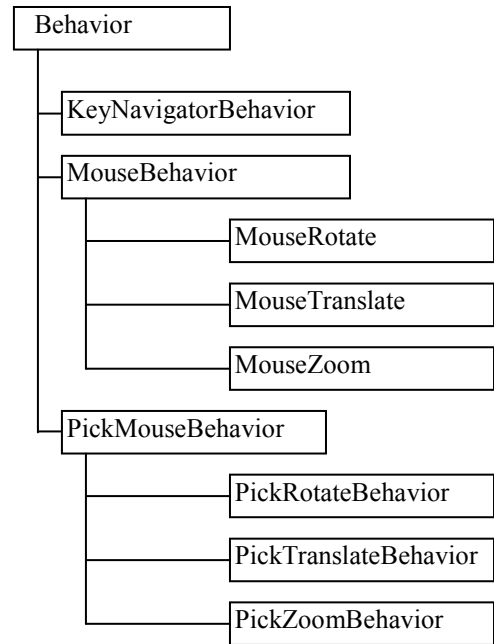 Behavior
KeyNavigatorBehavior
MouseBehavior
MouseRotate
MouseTranslate
MouseZoom
PickMouseBehavior
PickRotateBehavior
PickTranslateBehavior
PickZoomBehavior